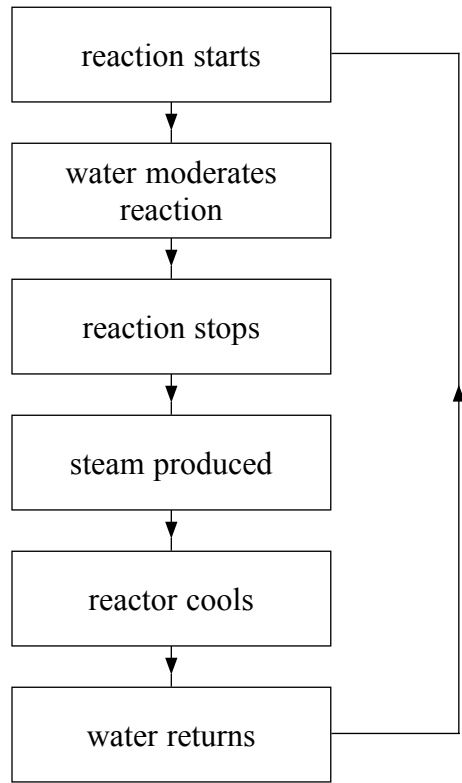 reaction starts
water moderates
reaction
reaction stops
steam produced
reactor cools
water returns